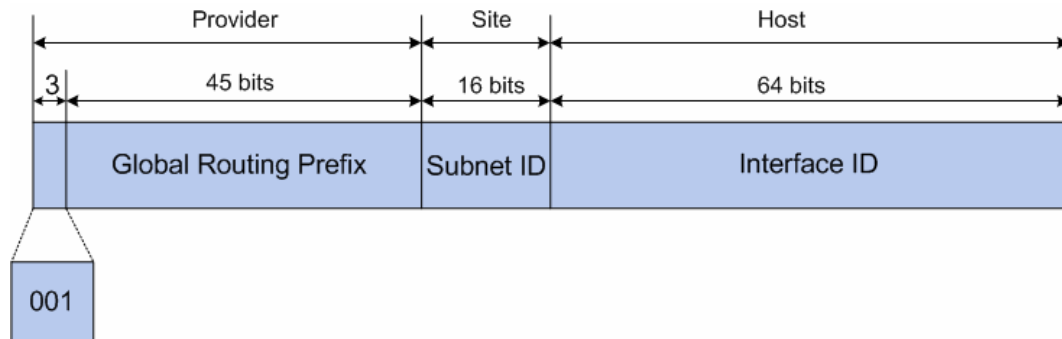 Provider Site Host
3 45 bits 16 bits 64 bits
Global Routing Prefix Subnet ID Interface ID
001